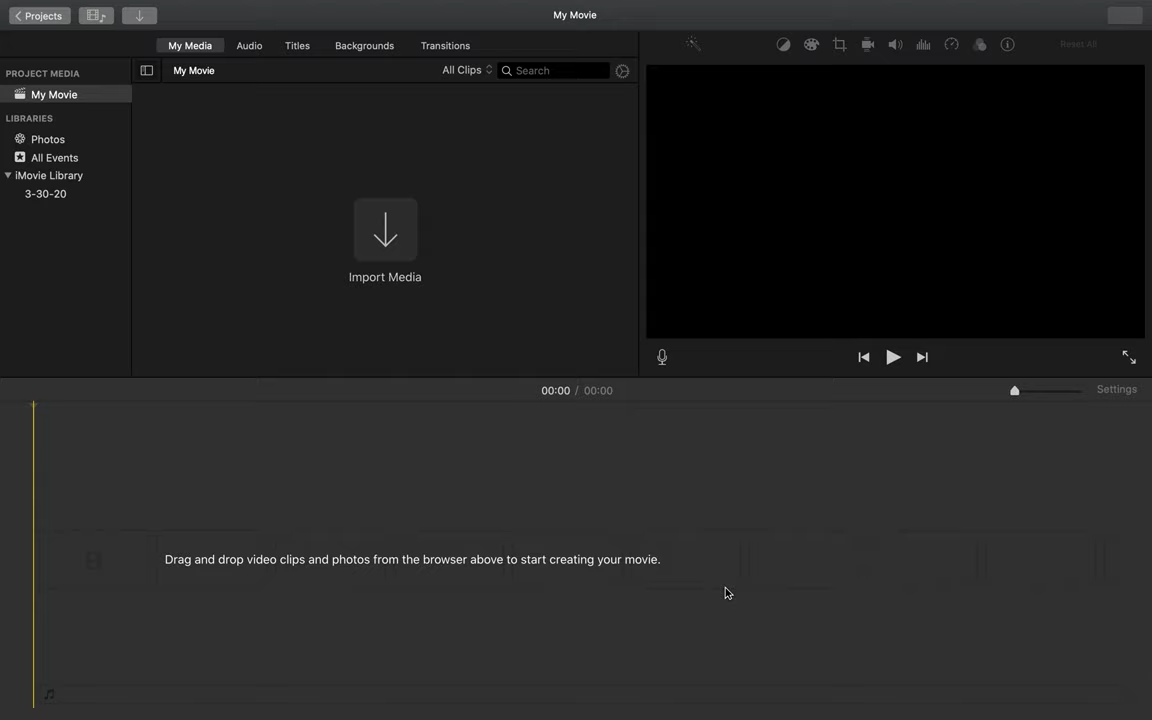 Projects
My Movie
My Media
Audio
Titles
Backgrounds
Transitions
Reset All
PROJECT MEDIA
My Movie
LIBRARIES
Photos
All Events
iMovie Library
3-30-20
My Movie
All Clips
Search
Import Media
00:00 / 00:00
Settings
Drag and drop video clips and photos from the browser above to start creating your movie.